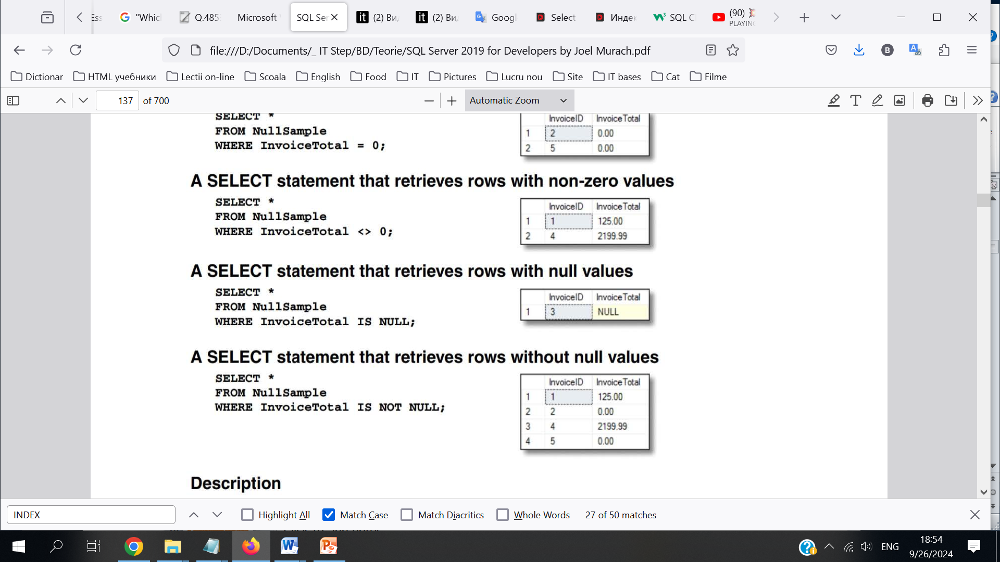 Ess
"Whic
Q.485
Microsoft
SQL Ser
(2) Ви
(2) Ви
Googl
Select
Индек
SQL C
(90)
PLAYING
file:///D:/Documents/_ IT Step/BD/Teorie/SQL Server 2019 for Developers by Joel Murach.pdf
Dictionar
HTML учебники
Lectii on-line
Scoala
English
Food
IT
Pictures
Lucru nou
Site
IT bases
Cat
Filme
137 of 700
Automatic Zoom
SELECT *
FROM NullSample
WHERE InvoiceTotal = 0;
InvoiceID InvoiceTotal
1 2 0.00
2 5 0.00
A SELECT statement that retrieves rows with non-zero values
SELECT *
FROM NullSample
WHERE InvoiceTotal <> 0;
InvoiceID InvoiceTotal
1 1 125.00
2 4 2199.99
A SELECT statement that retrieves rows with null values
SELECT *
FROM NullSample
WHERE InvoiceTotal IS NULL;
InvoiceID InvoiceTotal
1 3 NULL
A SELECT statement that retrieves rows without null values
SELECT *
FROM NullSample
WHERE InvoiceTotal IS NOT NULL;
InvoiceID InvoiceTotal
1 1 125.00
2 2 0.00
3 4 2199.99
4 5 0.00
Description
INDEX
Highlight All
Match Case
Match Diacritics
Whole Words
27 of 50 matches
ENG
18:54
9/26/2024